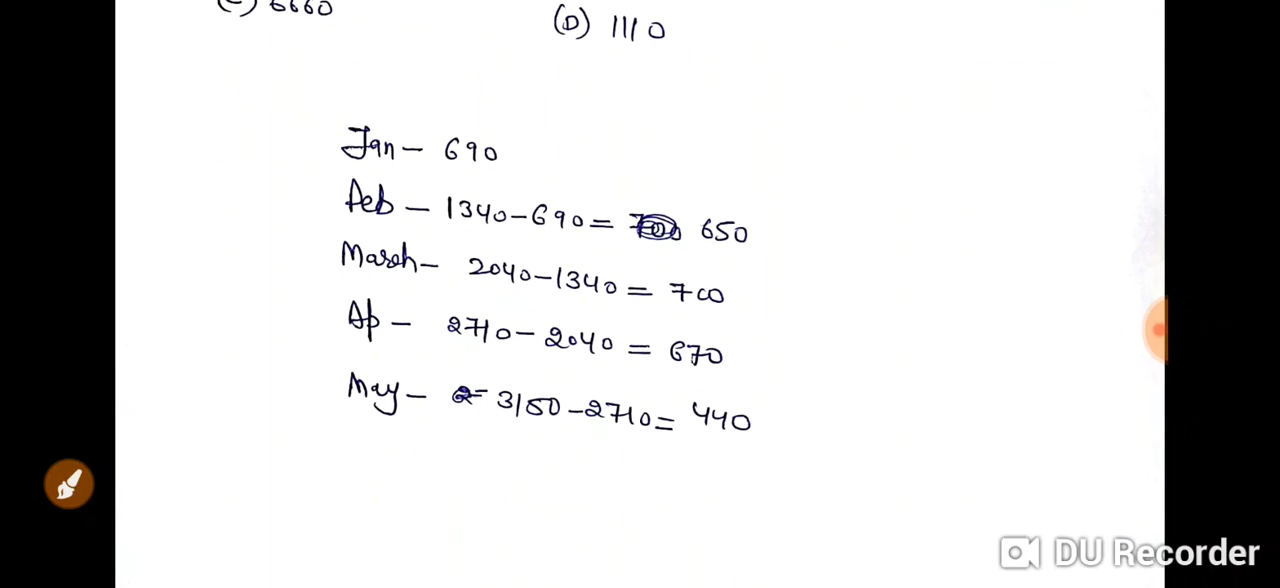 (C) 6660
(D) 1110
Jan - 690
Feb - 1340-690= 650
March - 2040-1340 = 700
Ap - 2710 - 2040 = 670
May - 3150-2710= 440
DU Recorder